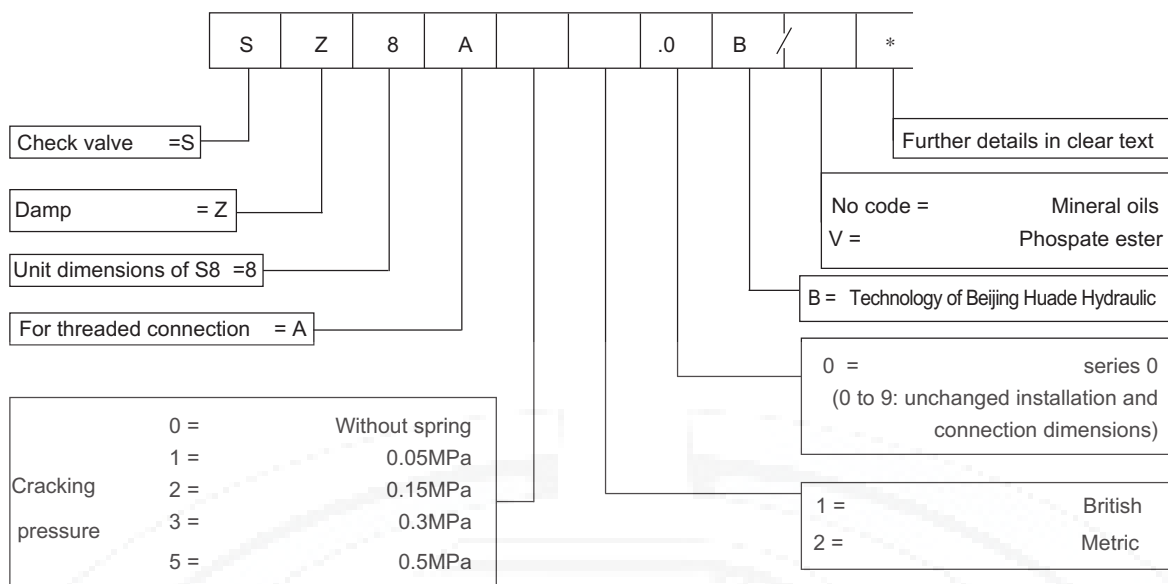 S Z 8 A .0 B / *
Check valve =S
Further details in clear text
Damp = Z
No code = Mineral oils
V = Phospate ester
Unit dimensions of S8 =8
B = Technology of Beijing Huade Hydraulic
For threaded connection = A
0 = series 0
(0 to 9: unchanged installation and
connection dimensions)
Cracking
pressure
0 = Without spring
1 = 0.05MPa
2 = 0.15MPa
3 = 0.3MPa
5 = 0.5MPa
1 = British
2 = Metric